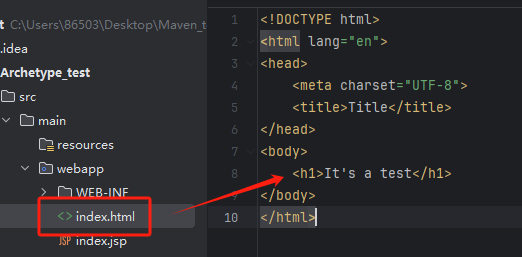 t C:\Users\86503\Desktop\Maven_t
.idea
Archetype_test
src
main
resources
webapp
WEB-INF
<> index.html
JSP index.jsp
1 <!DOCTYPE html>
2 <html lang="en">
3 <head>
4 <meta charset="UTF-8">
5 <title>Title</title>
6 </head>
7 <body>
8 <h1>It's a test</h1>
9 </body>
10 </html>